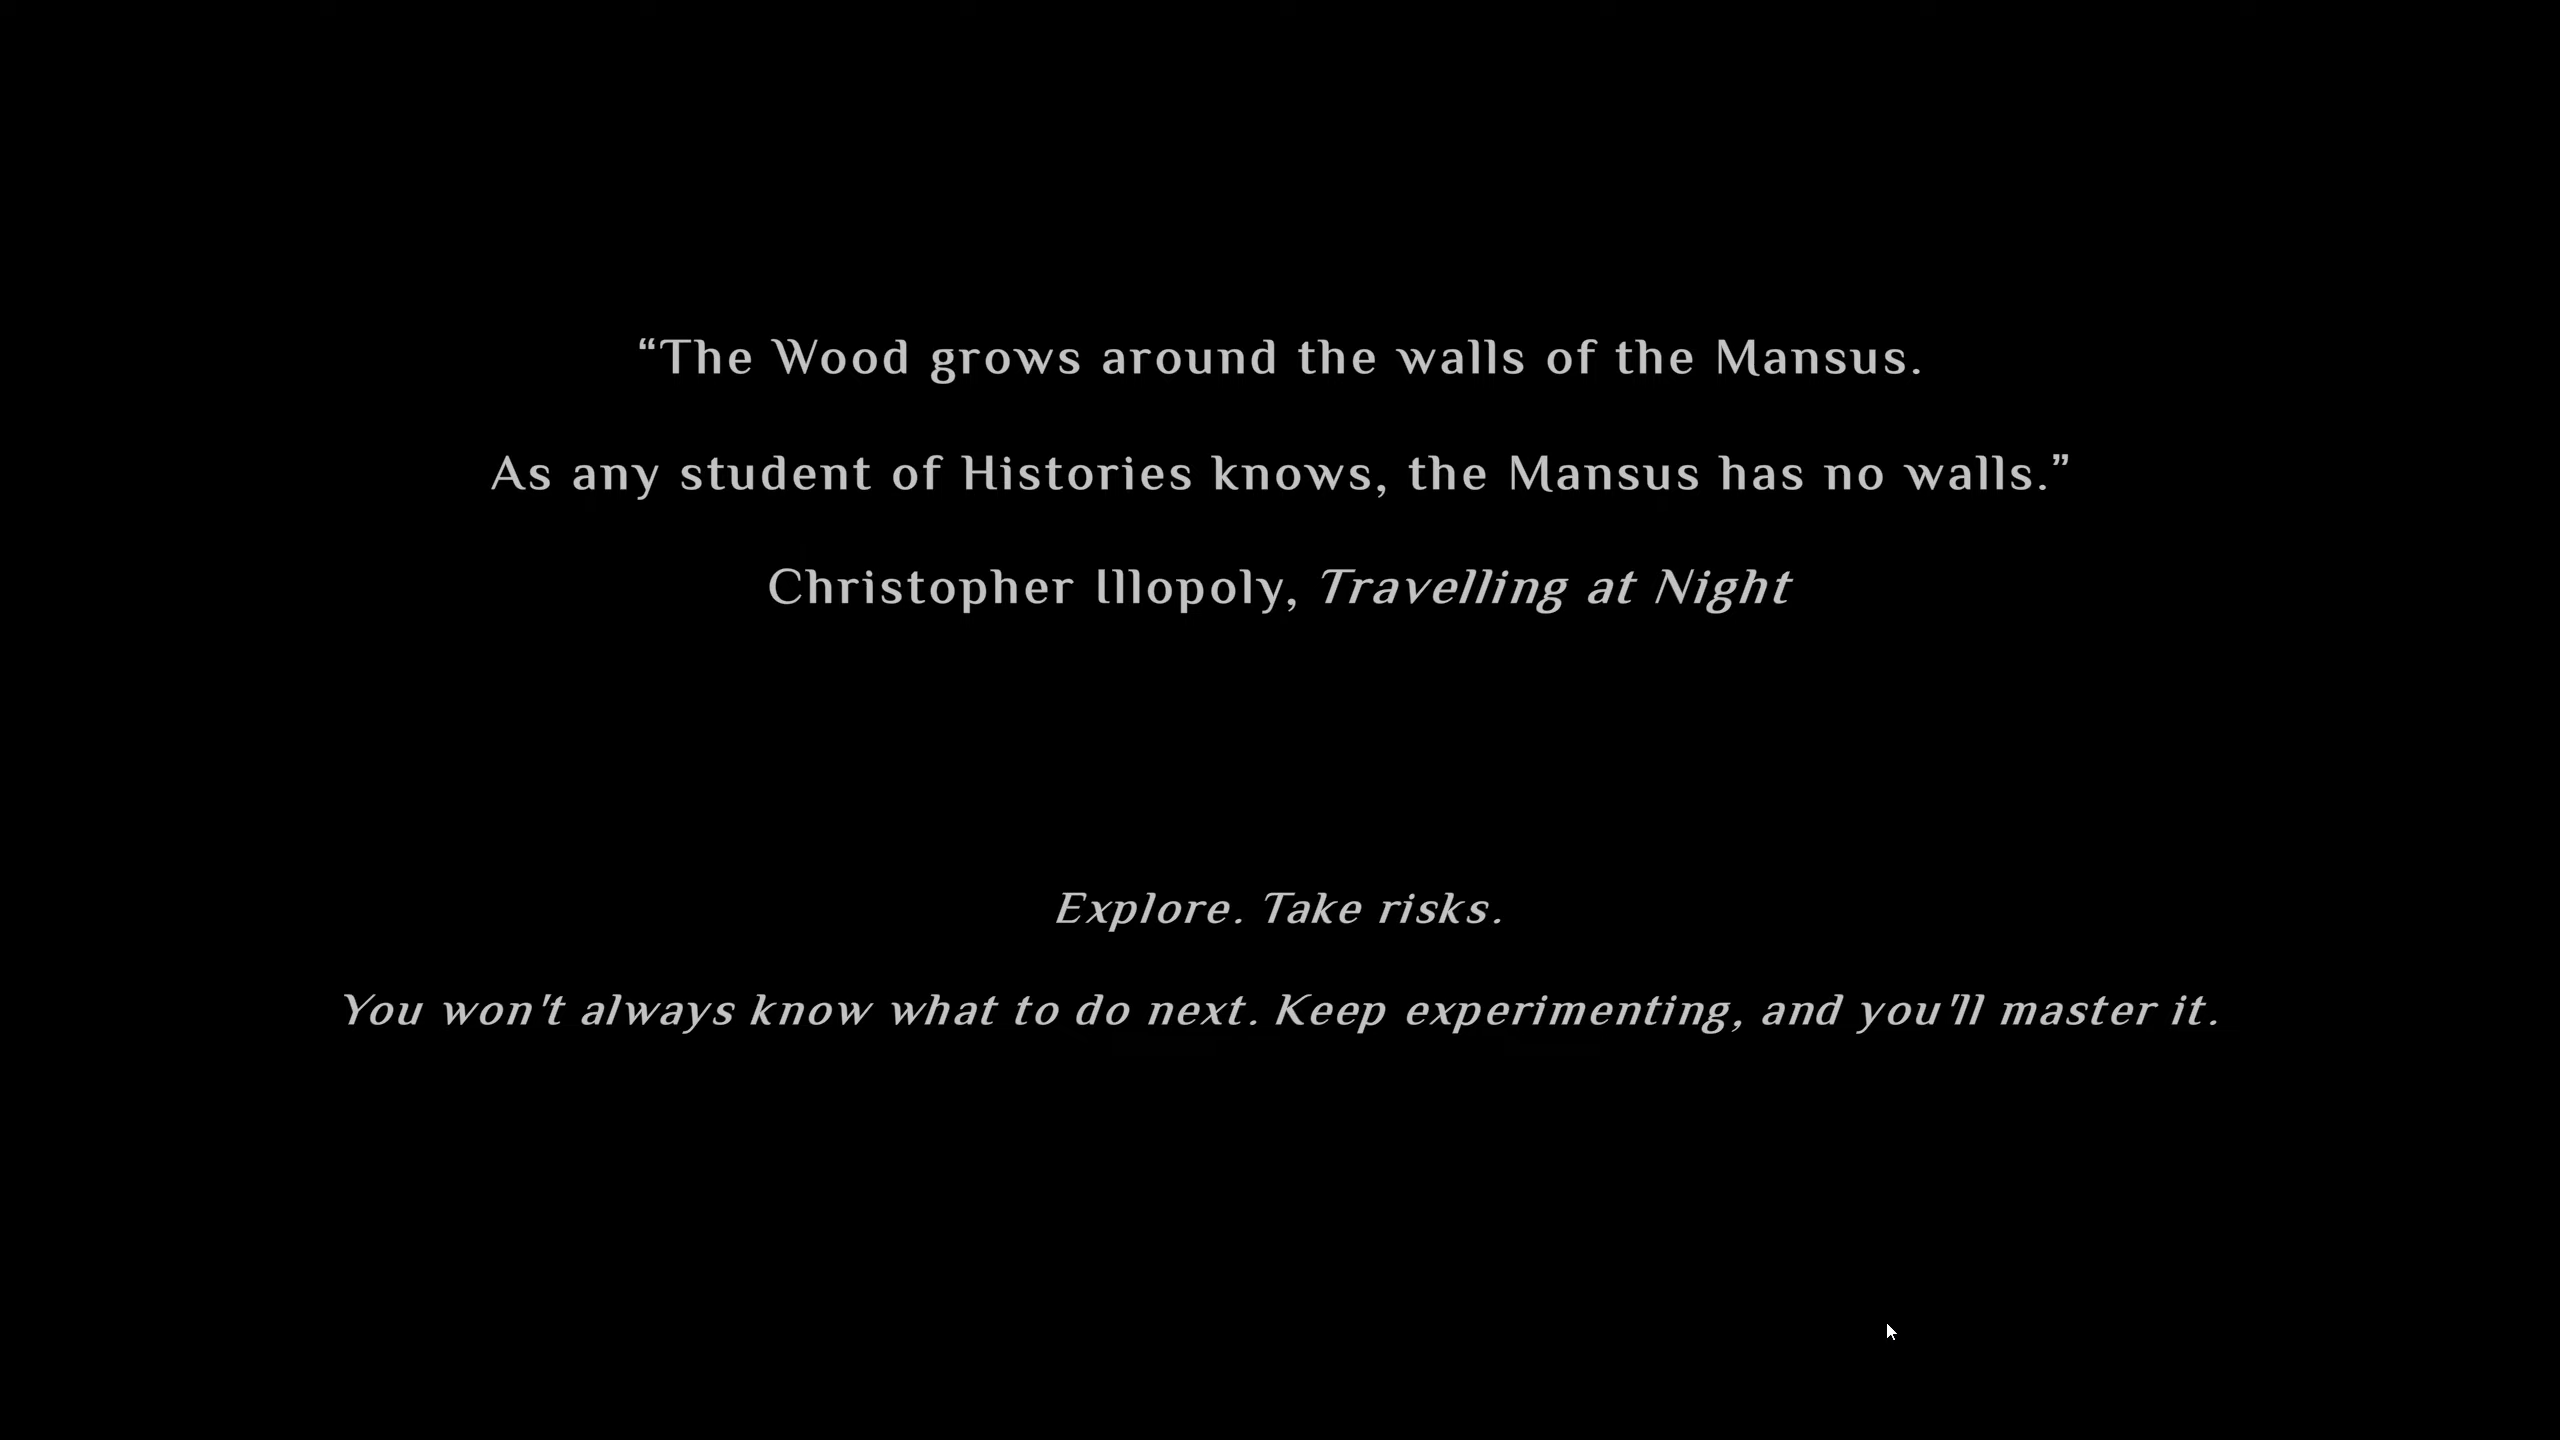 “The Wood grows around the walls of the Mansus.
As any student of Histories knows, the Mansus has no walls.”
Christopher Illopoly, Travelling at Night
Explore. Take risks.
You won't always know what to do next. Keep experimenting, and you'll master it.